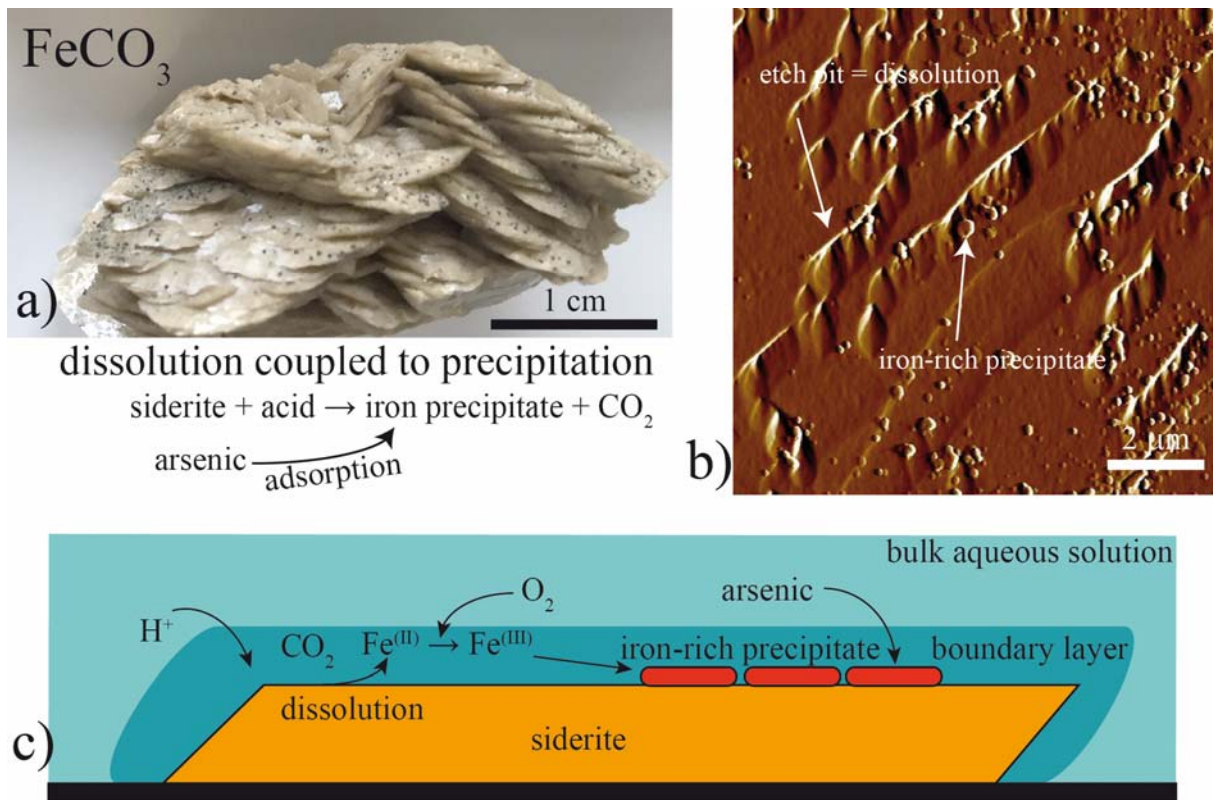 FeCO₃
a)
1 cm
etch pit = dissolution
iron-rich precipitate
2 µm
b)
dissolution coupled to precipitation
siderite + acid → iron precipitate + CO₂
arsenic
adsorption
bulk aqueous solution
O₂
arsenic
H⁺
CO₂ Fe⁽ᴵᴵ⁾ → Fe⁽ᴵᴵᴵ⁾ iron-rich precipitate boundary layer
dissolution
siderite
c)